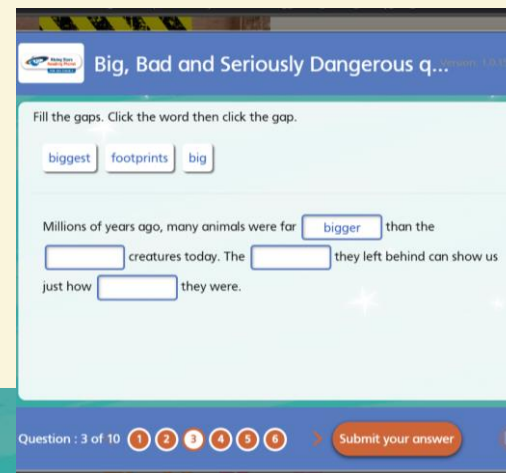 Big, Bad and Seriously Dangerous q...
Fill the gaps. Click the word then click the gap.
biggest footprints big
Millions of years ago, many animals were far bigger than the
creatures today. The they left behind can show us
just how they were.
Question : 3 of 10 1 2 3 4 5 6 Submit your answer